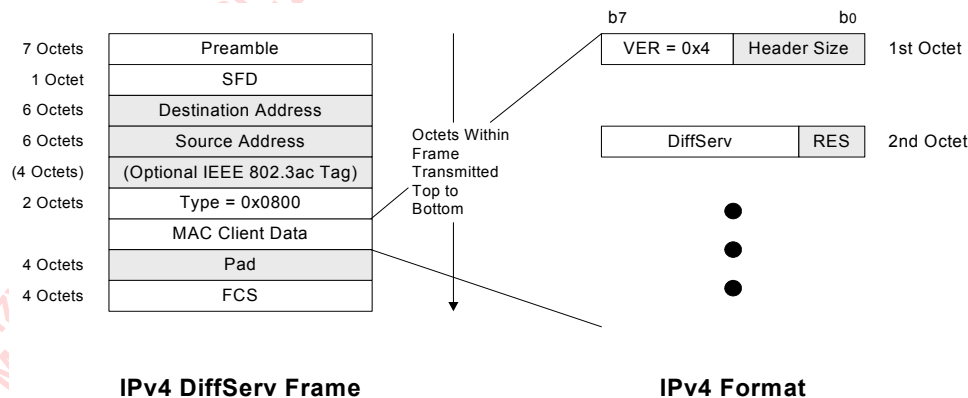 b7 b0
7 Octets Preamble VER = 0x4 Header Size 1st Octet
1 Octet SFD
6 Octets Destination Address
6 Octets Source Address
(4 Octets) (Optional IEEE 802.3ac Tag)
2 Octets Type = 0x0800
MAC Client Data
4 Octets Pad
4 Octets FCS
Octets Within
Frame
Transmitted
Top to
Bottom
DiffServ RES 2nd Octet
IPv4 DiffServ Frame
IPv4 Format